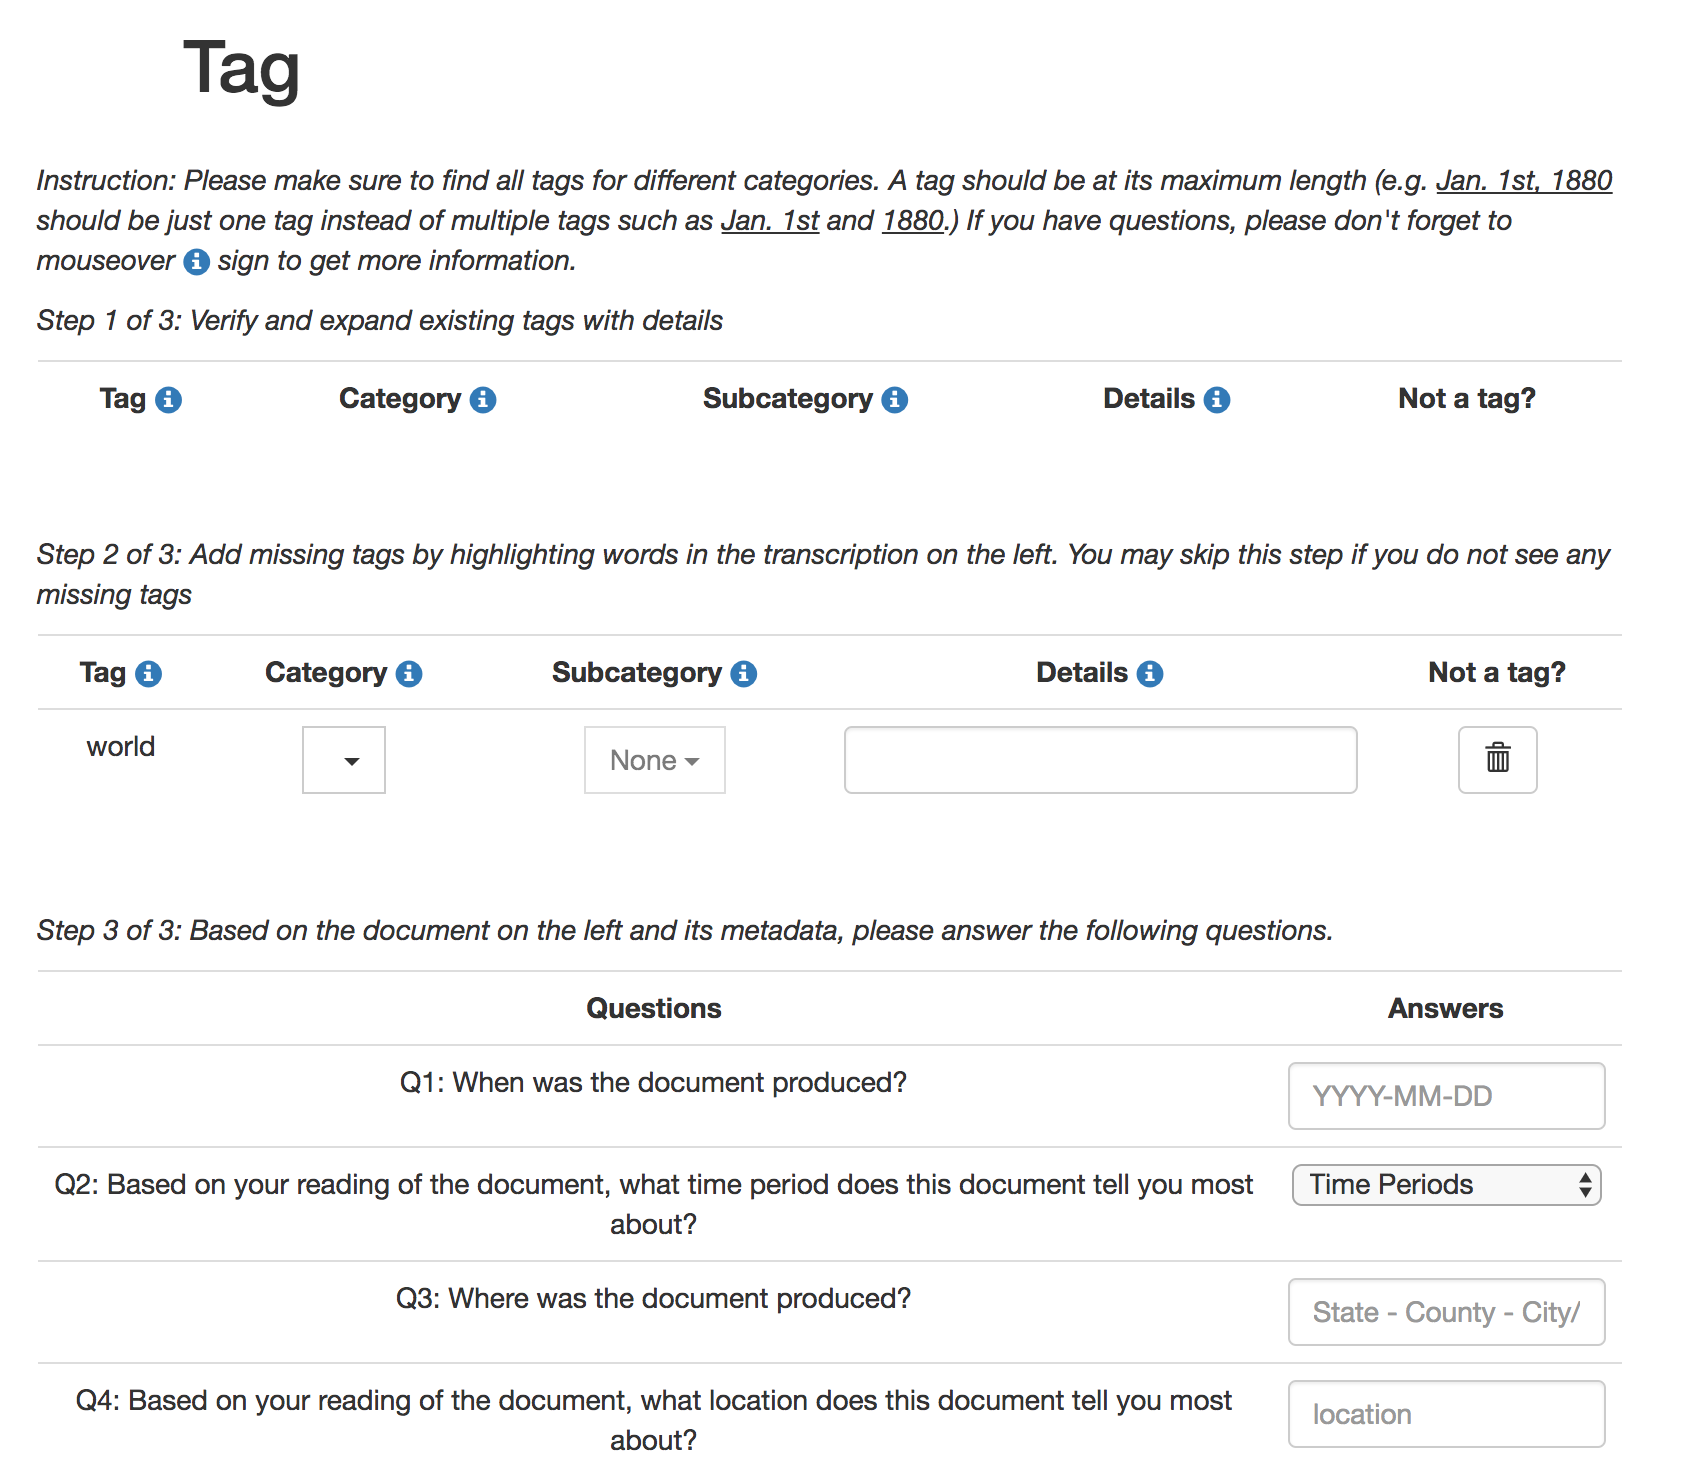 Tag
Instruction: Please make sure to find all tags for different categories. A tag should be at its maximum length (e.g. Jan. 1st, 1880
should be just one tag instead of multiple tags such as Jan. 1st and 1880.) If you have questions, please don't forget to
mouseover i sign to get more information.
Step 1 of 3: Verify and expand existing tags with details
Tag i Category i Subcategory i Details i Not a tag?
Step 2 of 3: Add missing tags by highlighting words in the transcription on the left. You may skip this step if you do not see any
missing tags
Tag i Category i Subcategory i Details i Not a tag?
world None
Step 3 of 3: Based on the document on the left and its metadata, please answer the following questions.
Questions Answers
Q1: When was the document produced? YYYY-MM-DD
Q2: Based on your reading of the document, what time period does this document tell you most Time Periods
about?
Q3: Where was the document produced? State - County - City/
Q4: Based on your reading of the document, what location does this document tell you most location
about?